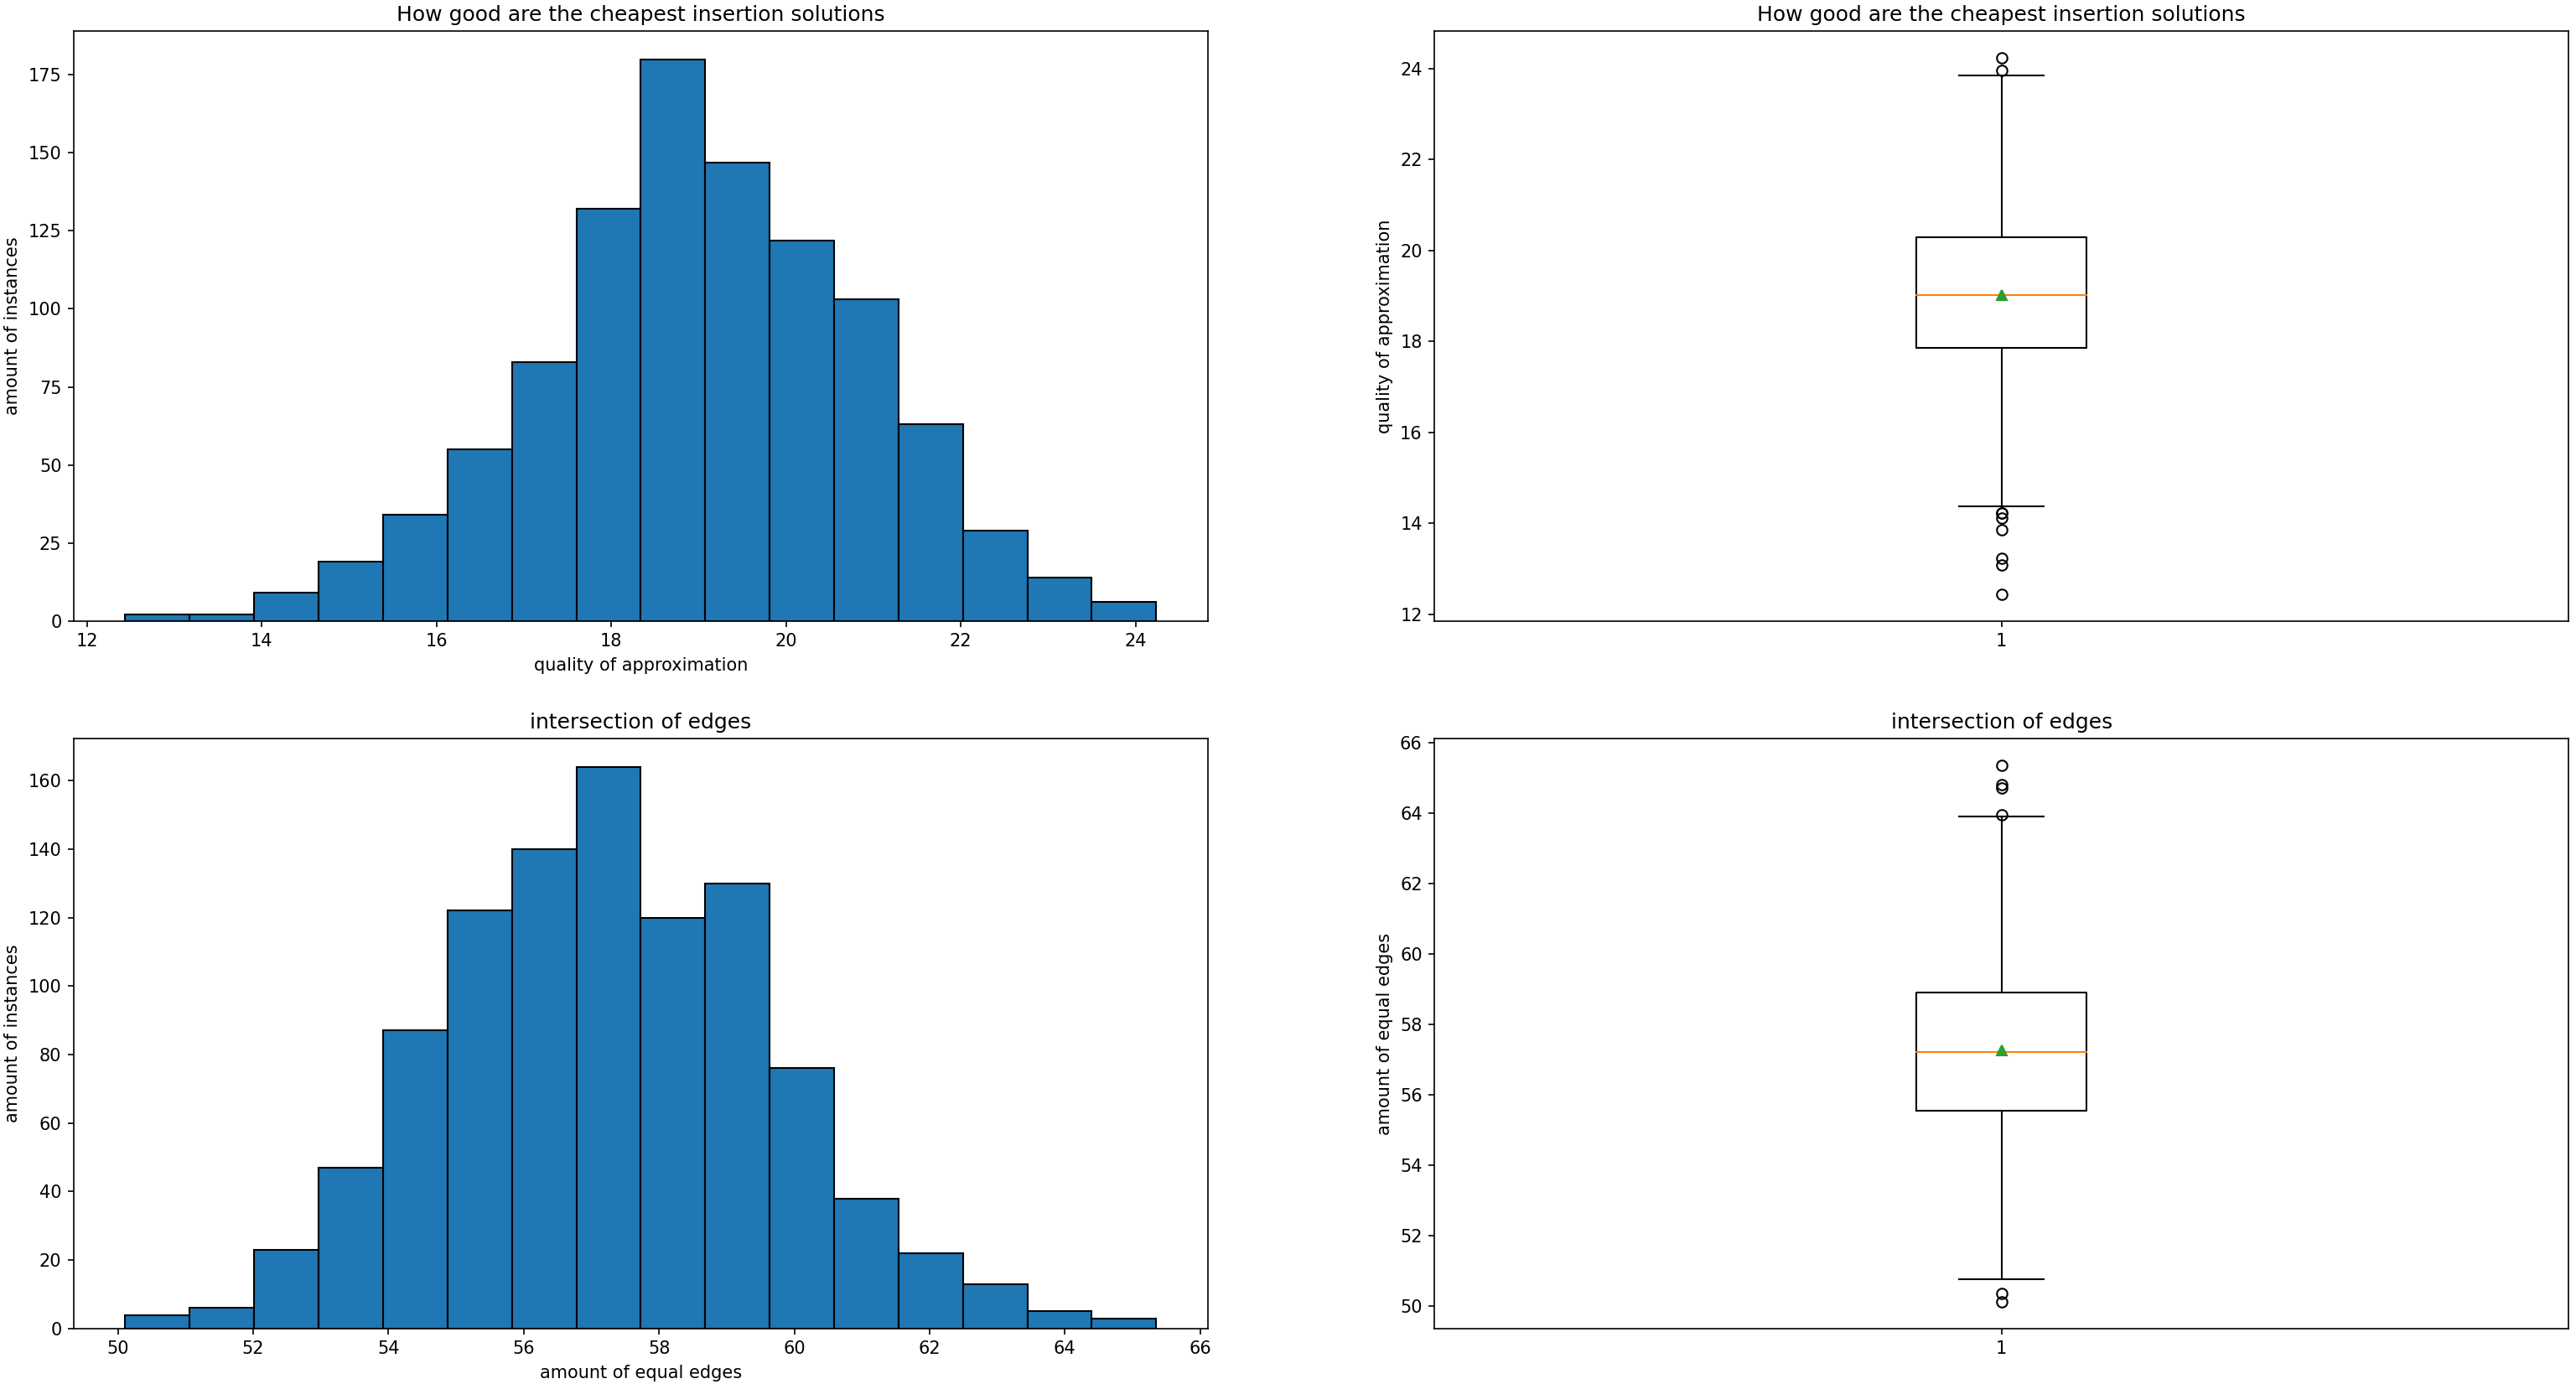 How good are the cheapest insertion solutions
amount of instances
175
150
125
100
75
50
25
0
12 14 16 18 20 22 24
quality of approximation
How good are the cheapest insertion solutions
quality of approximation
24
22
20
18
16
14
12
1
intersection of edges
amount of instances
160
140
120
100
80
60
40
20
0
50 52 54 56 58 60 62 64 66
amount of equal edges
intersection of edges
amount of equal edges
66
64
62
60
58
56
54
52
50
1